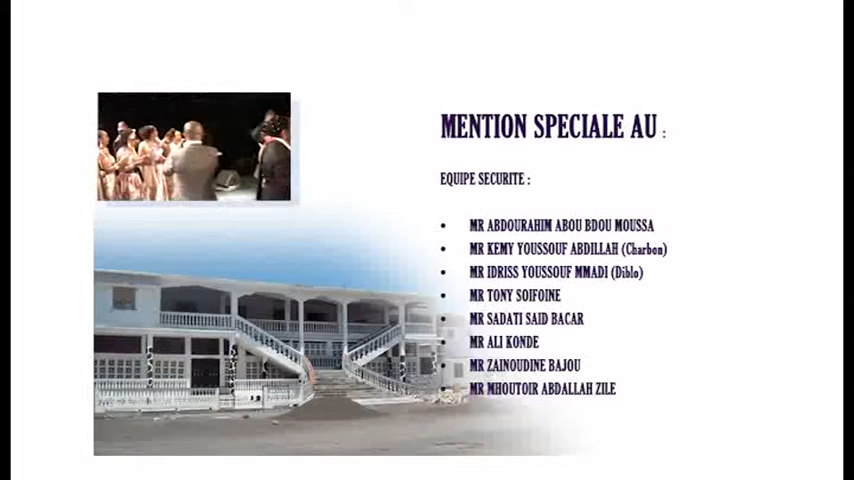 MENTION SPECIALE AU :
EQUIPE SECURITE :
• MR ABDOURAHIM ABOU BDOU MOUSSA
• MR KEMY YOUSSOUF ABDILLAH (Charbon)
• MR IDRISS YOUSSOUF MMADI (Diblo)
• MR TONY SOIFOINE
• MR SADATI SAID BACAR
• MR ALI KONDE
• MR ZAINOUDINE BAJOU
• MR MHOUTOIR ABDALLAH ZILE